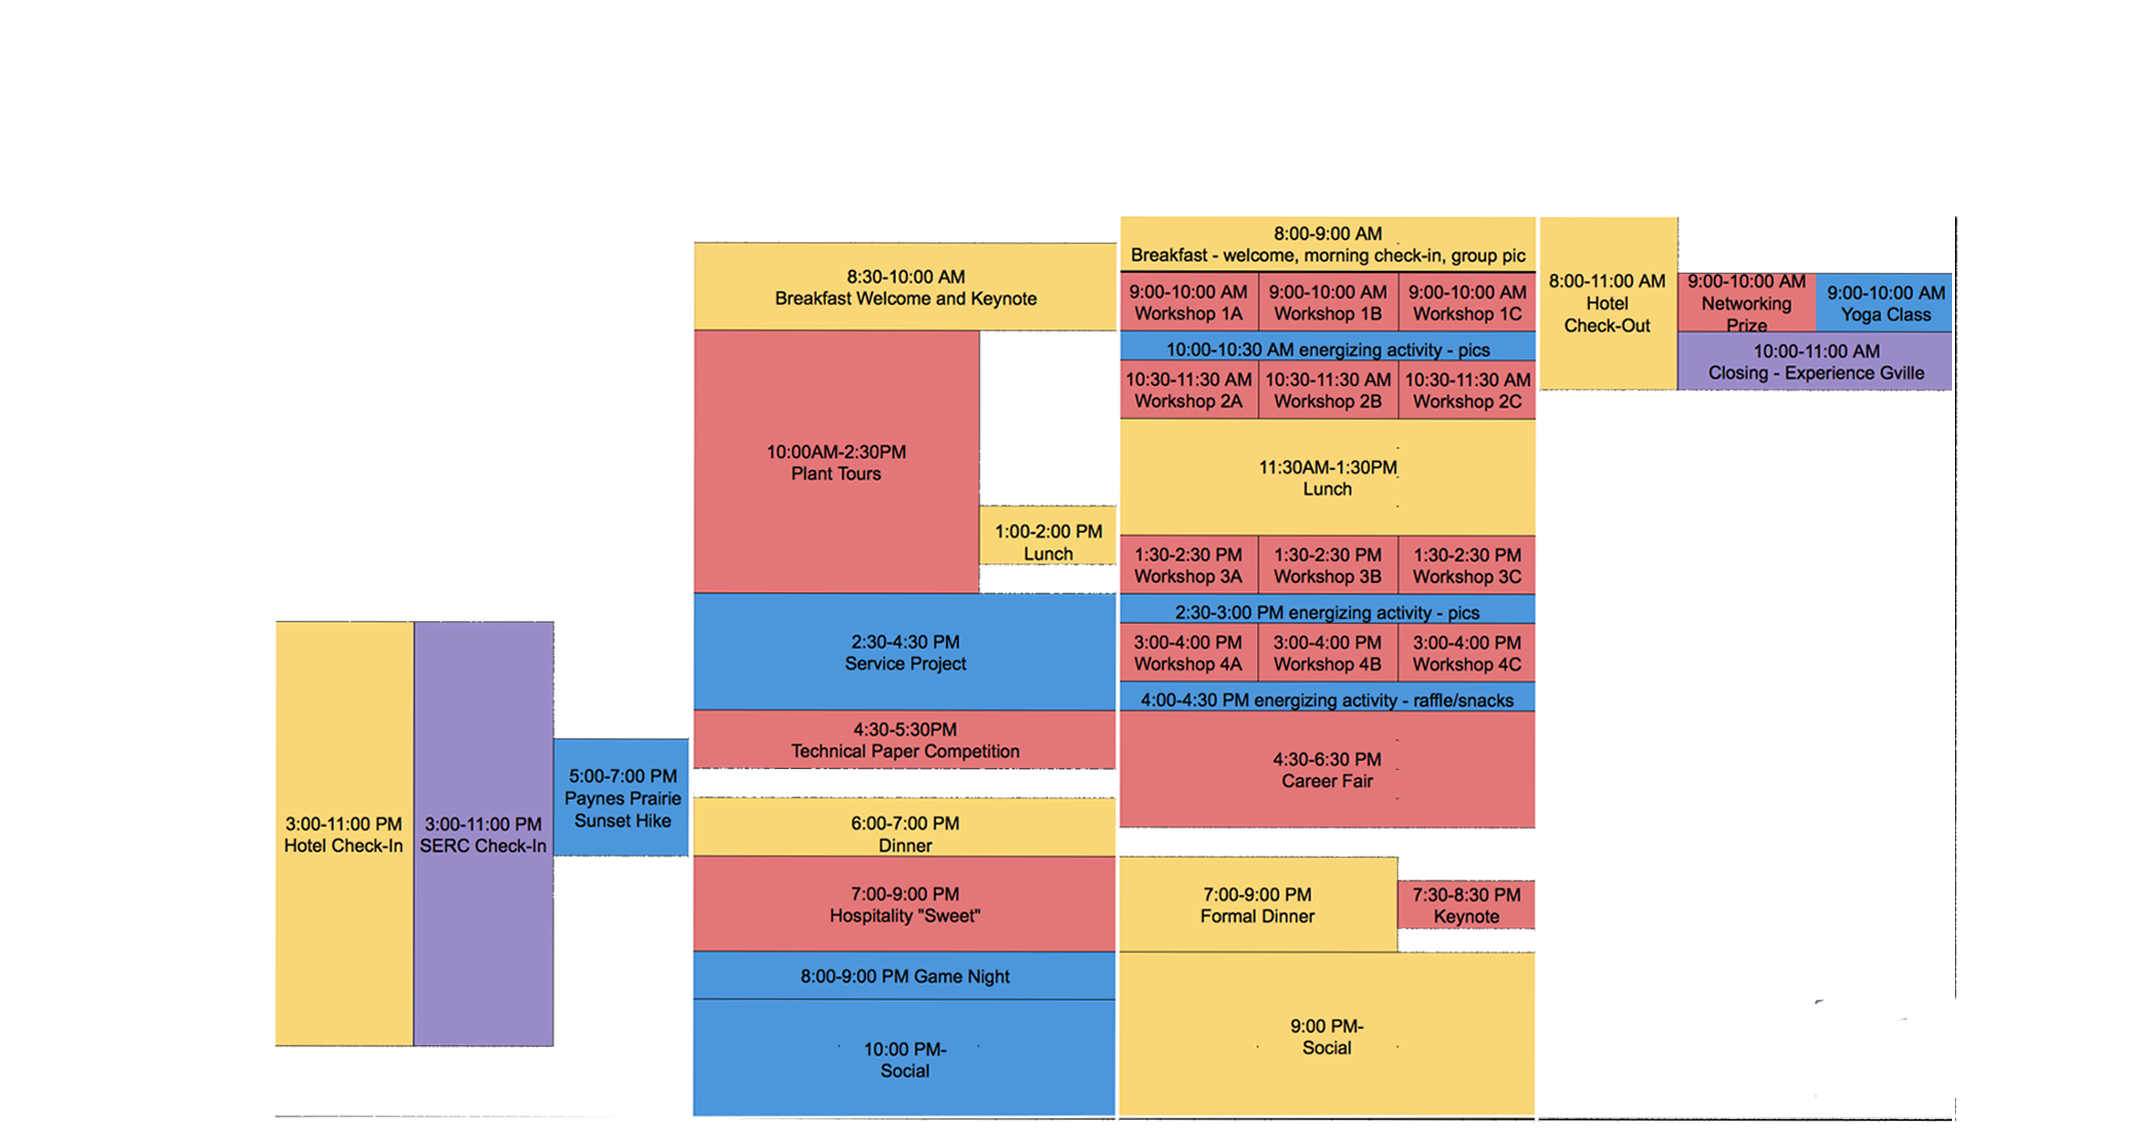 3:00-11:00 PM
Hotel Check-In
3:00-11:00 PM
SERC Check-In
5:00-7:00 PM
Paynes Prairie
Sunset Hike
8:30-10:00 AM
Breakfast Welcome and Keynote
10:00AM-2:30PM
Plant Tours
1:00-2:00 PM
Lunch
2:30-4:30 PM
Service Project
4:30-5:30PM
Technical Paper Competition
6:00-7:00 PM
Dinner
7:00-9:00 PM
Hospitality "Sweet"
8:00-9:00 PM Game Night
10:00 PM-
Social
8:00-9:00 AM
Breakfast - welcome, morning check-in, group pic
9:00-10:00 AM
Workshop 1A
9:00-10:00 AM
Workshop 1B
9:00-10:00 AM
Workshop 1C
10:00-10:30 AM energizing activity - pics
10:30-11:30 AM
Workshop 2A
10:30-11:30 AM
Workshop 2B
10:30-11:30 AM
Workshop 2C
11:30AM-1:30PM
Lunch
1:30-2:30 PM
Workshop 3A
1:30-2:30 PM
Workshop 3B
1:30-2:30 PM
Workshop 3C
2:30-3:00 PM energizing activity - pics
3:00-4:00 PM
Workshop 4A
3:00-4:00 PM
Workshop 4B
3:00-4:00 PM
Workshop 4C
4:00-4:30 PM energizing activity - raffle/snacks
4:30-6:30 PM
Career Fair
7:00-9:00 PM
Formal Dinner
7:30-8:30 PM
Keynote
9:00 PM-
Social
8:00-11:00 AM
Hotel
Check-Out
9:00-10:00 AM
Networking
Prize
9:00-10:00 AM
Yoga Class
10:00-11:00 AM
Closing - Experience Gville